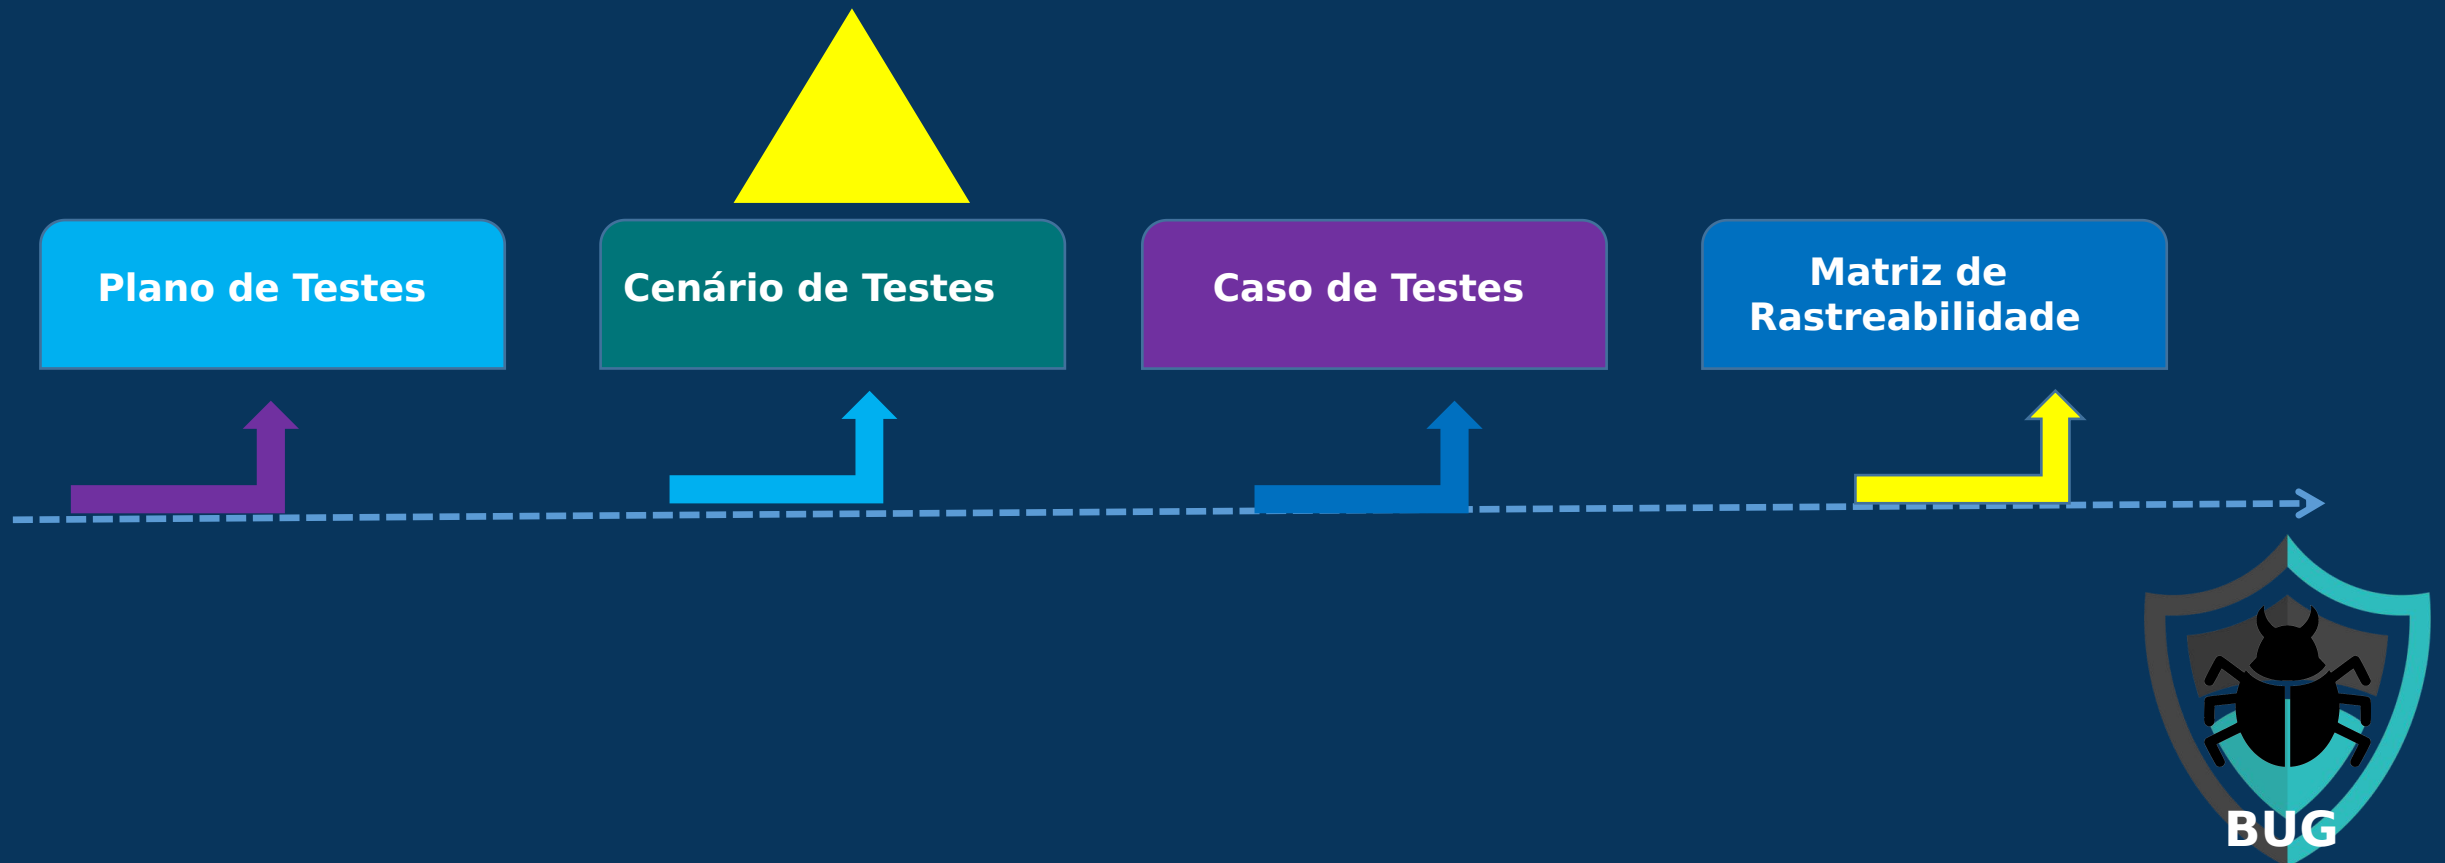 Plano de Testes
Cenário de Testes
Caso de Testes
Matriz de
Rastreabilidade
BUG